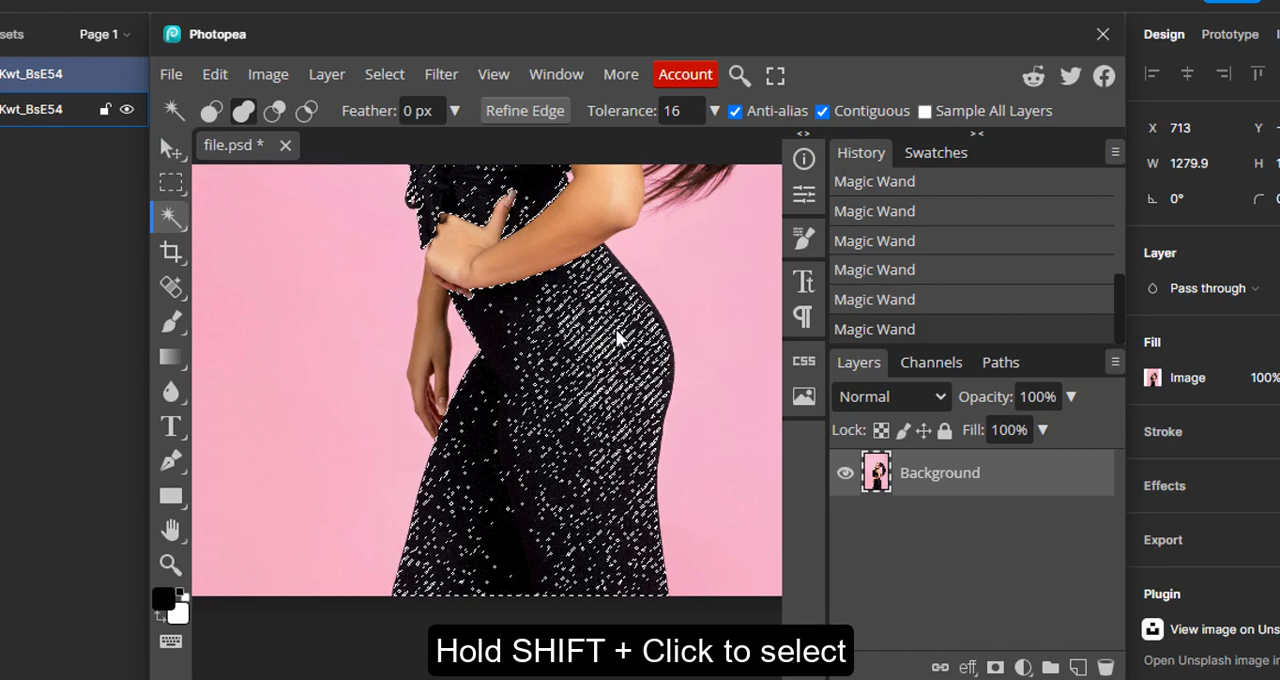 sets
Page 1
Photopea
Design
Prototype
Kwt_BsE54
File
Edit
Image
Layer
Select
Filter
View
Window
More
Account
Kwt_BsE54
Feather:
0 px
Refine Edge
Tolerance:
16
Anti-alias
Contiguous
Sample All Layers
X
713
Y
file.psd *
History
Swatches
W
1279.9
H
Magic Wand
0°
Magic Wand
Magic Wand
Layer
Magic Wand
Pass through
Magic Wand
Magic Wand
Fill
CSS
Layers
Channels
Paths
Image
100%
Normal
Opacity:
100%
Lock:
Fill:
100%
Stroke
Background
Effects
Export
Plugin
View image on Uns
Open Unsplash image in
Hold SHIFT + Click to select
eff